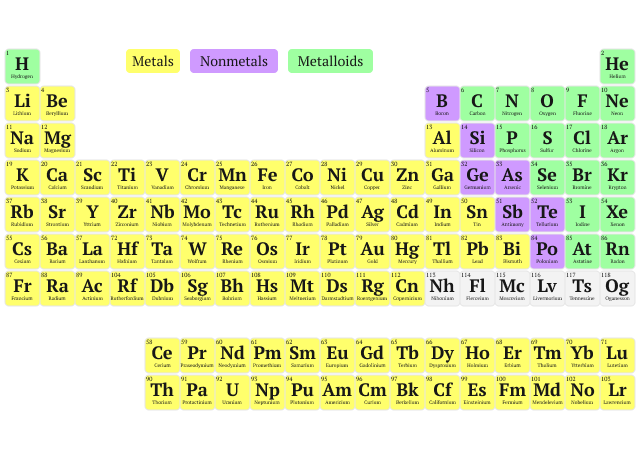 Metals Nonmetals Metalloids
1 2
H He
Hydrogen Helium
3 4 5 6 7 8 9 10
Li Be B C N O F Ne
Lithium Beryllium Boron Carbon Nitrogen Oxygen Fluorine Neon
11 12 13 14 15 16 17 18
Na Mg Al Si P S Cl Ar
Sodium Magnesium Aluminum Silicon Phosphorus Sulfur Chlorine Argon
19 20 21 22 23 24 25 26 27 28 29 30 31 32 33 34 35 36
K Ca Sc Ti V Cr Mn Fe Co Ni Cu Zn Ga Ge As Se Br Kr
Potassium Calcium Scandium Titanium Vanadium Chromium Manganese Iron Cobalt Nickel Copper Zinc Gallium Germanium Arsenic Selenium Bromine Krypton
37 38 39 40 41 42 43 44 45 46 47 48 49 50 51 52 53 54
Rb Sr Y Zr Nb Mo Tc Ru Rh Pd Ag Cd In Sn Sb Te I Xe
Rubidium Strontium Yttrium Zirconium Niobium Molybdenum Technetium Ruthenium Rhodium Palladium Silver Cadmium Indium Tin Antimony Tellurium Iodine Xenon
55 56 57 72 73 74 75 76 77 78 79 80 81 82 83 84 85 86
Cs Ba La Hf Ta W Re Os Ir Pt Au Hg Tl Pb Bi Po At Rn
Cesium Barium Lanthanum Hafnium Tantalum Wolfram Rhenium Osmium Iridium Platinum Gold Mercury Thallium Lead Bismuth Polonium Astatine Radon
87 88 89 104 105 106 107 108 109 110 111 112 113 114 115 116 117 118
Fr Ra Ac Rf Db Sg Bh Hs Mt Ds Rg Cn Nh Fl Mc Lv Ts Og
Francium Radium Actinium Rutherfordium Dubnium Seaborgium Bohrium Hassium Meitnerium Darmstadtium Roentgenium Copernicium Nihonium Flerovium Moscovium Livermorium Tennessine Oganesson
58 59 60 61 62 63 64 65 66 67 68 69 70 71
Ce Pr Nd Pm Sm Eu Gd Tb Dy Ho Er Tm Yb Lu
Cerium Praseodymium Neodymium Promethium Samarium Europium Gadolinium Terbium Dysprosium Holmium Erbium Thulium Ytterbium Lutetium
90 91 92 93 94 95 96 97 98 99 100 101 102 103
Th Pa U Np Pu Am Cm Bk Cf Es Fm Md No Lr
Thorium Protactinium Uranium Neptunium Plutonium Americium Curium Berkelium Californium Einsteinium Fermium Mendelevium Nobelium Lawrencium